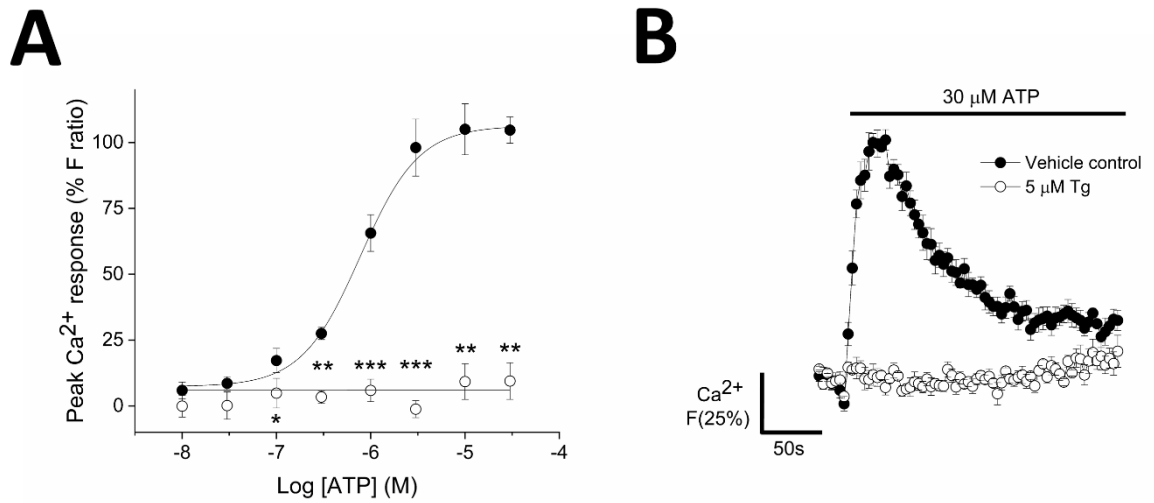 A
Peak Ca²⁺ response (% F ratio)
100
75
50
25
0
** *** *** ** **
*
-8 -7 -6 -5 -4
Log [ATP] (M)
B
30 μM ATP
Vehicle control
5 μM Tg
Ca²⁺
F(25%)
50s